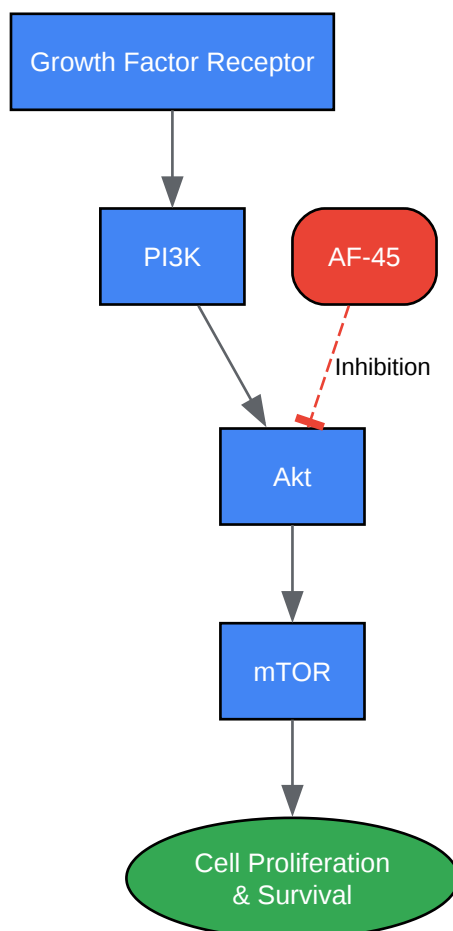 Growth Factor Receptor
PI3K
AF-45
Inhibition
Akt
mTOR
Cell Proliferation
& Survival